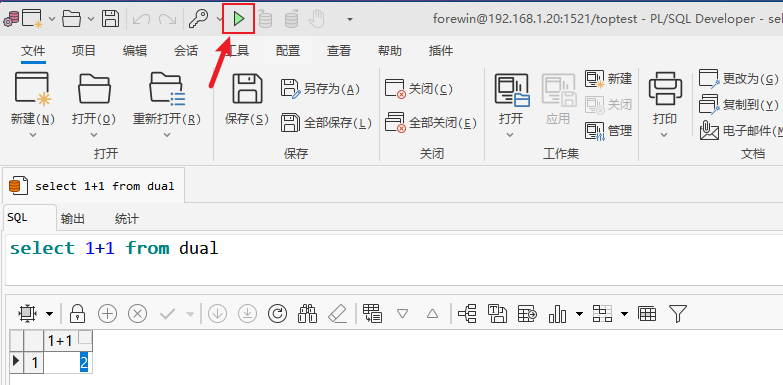 forewin@192.168.1.20:1521/toptest - PL/SQL Developer - se
文件 项目 编辑 会话 工具 配置 查看 帮助 插件
新建(N) 打开(O) 重新打开(R) 保存(S) 另存为(A) 全部保存(L) 关闭(C) 全部关闭(E) 打开 应用 新建 关闭 管理 打印 更改为(G) 复制到(Y) 电子邮件(M
打开 保存 关闭 工作集 文档
select 1+1 from dual
SQL 输出 统计
select 1+1 from dual
1+1
1 2